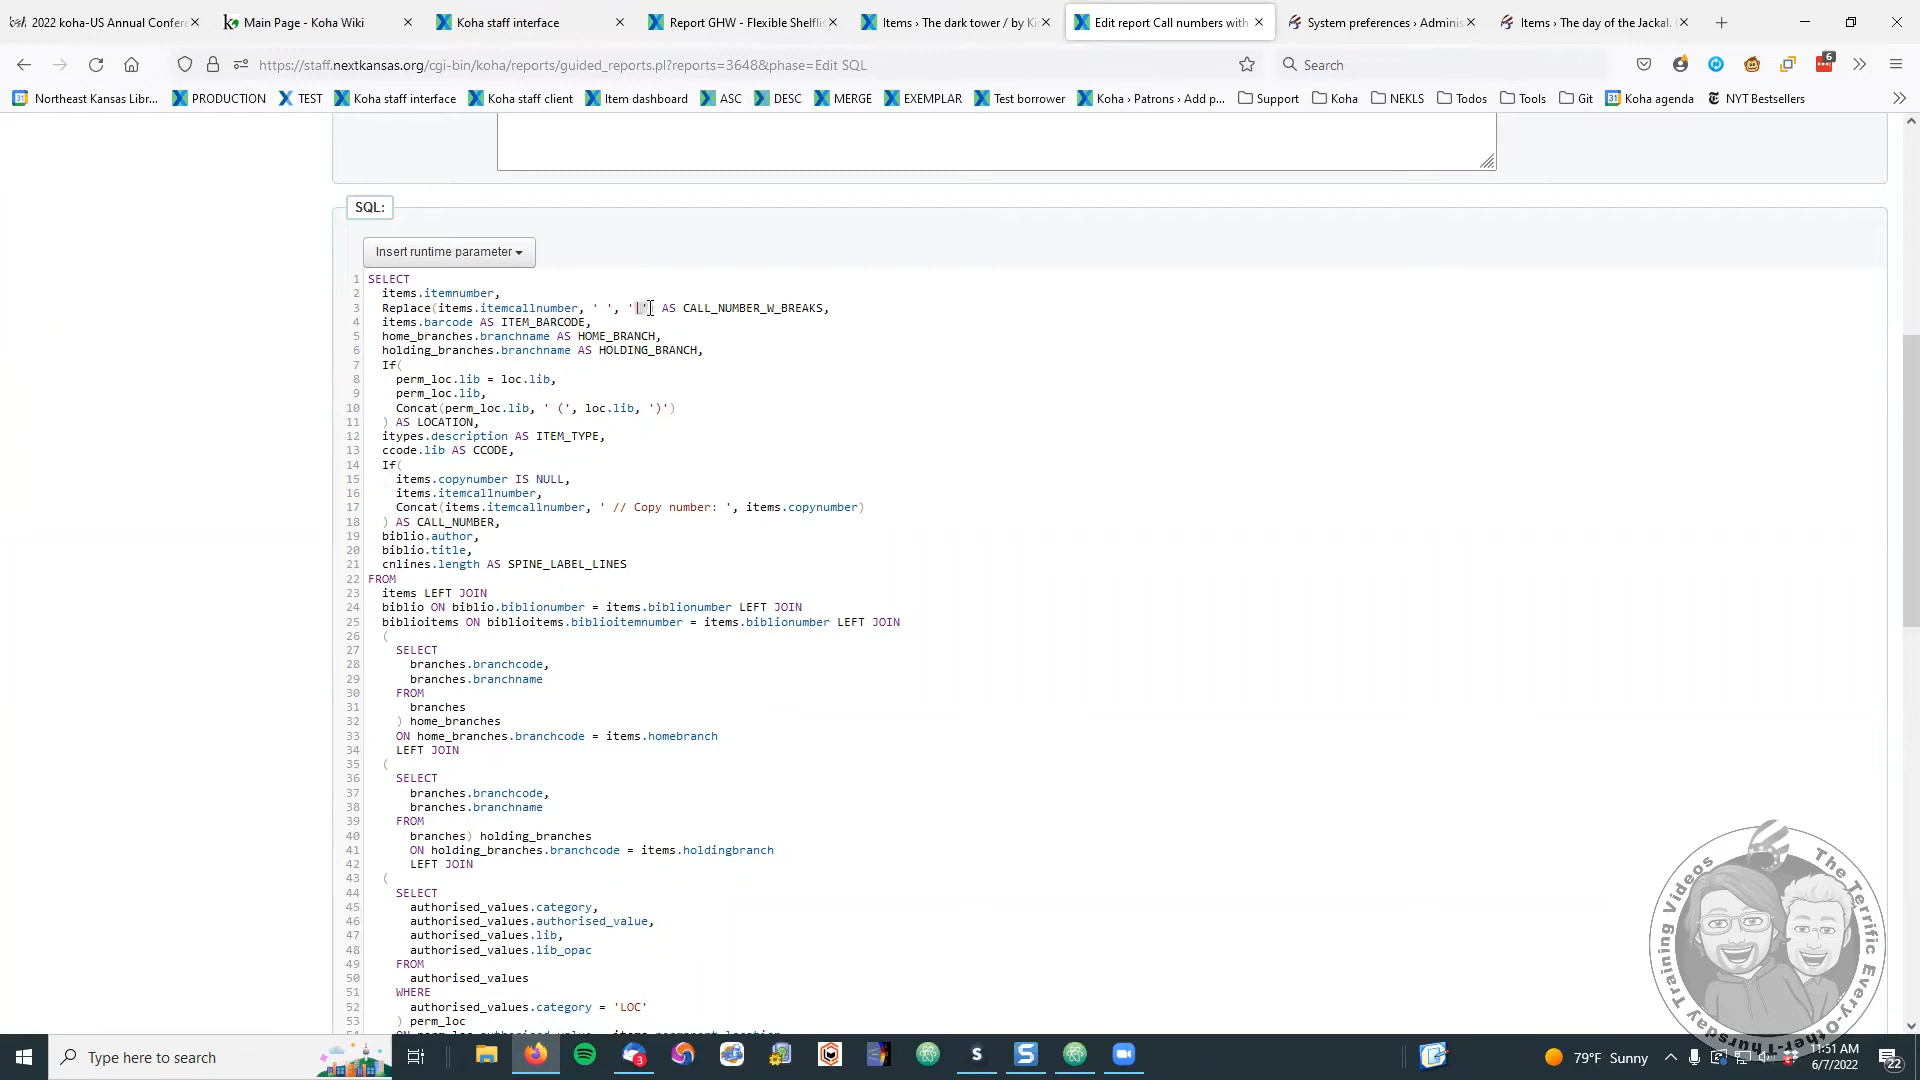 2022 koha-US Annual Confere
Main Page - Koha Wiki
Koha staff interface
Report GHW - Flexible Shelflis
Items › The dark tower / by Ki
Edit report Call numbers with
System preferences › Adminis
Items › The day of the Jackal.
https://staff.nextkansas.org/cgi-bin/koha/reports/guided_reports.pl?reports=3648&phase=Edit SQL
Search
6
Northeast Kansas Libr...
PRODUCTION
TEST
Koha staff interface
Koha staff client
Item dashboard
ASC
DESC
MERGE
EXEMPLAR
Test borrower
Koha › Patrons › Add p...
Support
Koha
NEKLS
Todos
Tools
Git
Koha agenda
NYT Bestsellers
SQL:
Insert runtime parameter
1 SELECT
2 items.itemnumber,
3 Replace(items.itemcallnumber, ' ', '|') AS CALL_NUMBER_W_BREAKS,
4 items.barcode AS ITEM_BARCODE,
5 home_branches.branchname AS HOME_BRANCH,
6 holding_branches.branchname AS HOLDING_BRANCH,
7 If(
8 perm_loc.lib = loc.lib,
9 perm_loc.lib,
10 Concat(perm_loc.lib, ' (', loc.lib, ')')
11 ) AS LOCATION,
12 itypes.description AS ITEM_TYPE,
13 ccode.lib AS CCODE,
14 If(
15 items.copynumber IS NULL,
16 items.itemcallnumber,
17 Concat(items.itemcallnumber, ' // Copy number: ', items.copynumber)
18 ) AS CALL_NUMBER,
19 biblio.author,
20 biblio.title,
21 cnlines.length AS SPINE_LABEL_LINES
22 FROM
23 items LEFT JOIN
24 biblio ON biblio.biblionumber = items.biblionumber LEFT JOIN
25 biblioitems ON biblioitems.biblioitemnumber = items.biblionumber LEFT JOIN
26 (
27 SELECT
28 branches.branchcode,
29 branches.branchname
30 FROM
31 branches
32 ) home_branches
33 ON home_branches.branchcode = items.homebranch
34 LEFT JOIN
35 (
36 SELECT
37 branches.branchcode,
38 branches.branchname
39 FROM
40 branches) holding_branches
41 ON holding_branches.branchcode = items.holdingbranch
42 LEFT JOIN
43 (
44 SELECT
45 authorised_values.category,
46 authorised_values.authorised_value,
47 authorised_values.lib,
48 authorised_values.lib_opac
49 FROM
50 authorised_values
51 WHERE
52 authorised_values.category = 'LOC'
53 ) perm_loc
The Terrific Every-Other-Thursday Training Videos
Type here to search
3
79°F Sunny
11:51 AM
6/7/2022
22